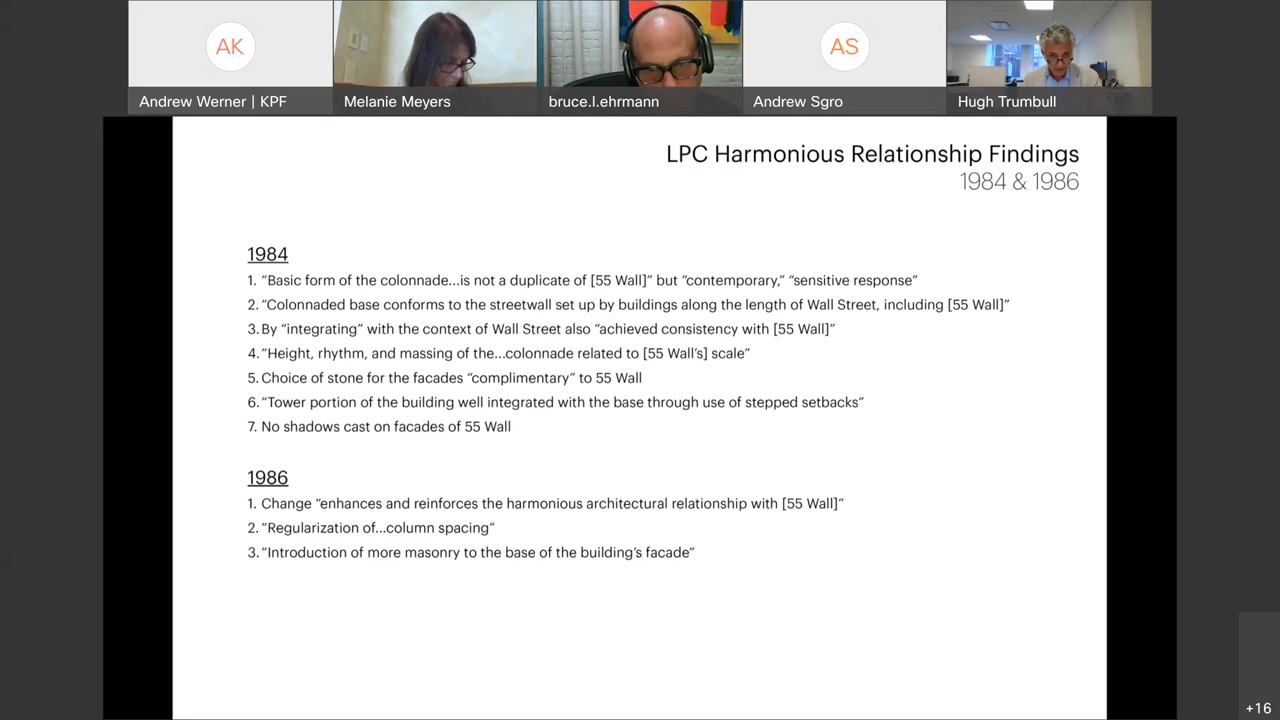 AK
AS
Andrew Werner | KPF
Melanie Meyers
bruce.l.ehrmann
Andrew Sgro
Hugh Trumbull
LPC Harmonious Relationship Findings
1984 & 1986
1984
1. “Basic form of the colonnade...is not a duplicate of [55 Wall]” but “contemporary,” “sensitive response”
2. “Colonnaded base conforms to the streetwall set up by buildings along the length of Wall Street, including [55 Wall]”
3. By “integrating” with the context of Wall Street also “achieved consistency with [55 Wall]”
4. “Height, rhythm, and massing of the...colonnade related to [55 Wall’s] scale”
5. Choice of stone for the facades “complimentary” to 55 Wall
6. “Tower portion of the building well integrated with the base through use of stepped setbacks”
7. No shadows cast on facades of 55 Wall
1986
1. Change “enhances and reinforces the harmonious architectural relationship with [55 Wall]”
2. “Regularization of...column spacing”
3. “Introduction of more masonry to the base of the building’s facade”
+16